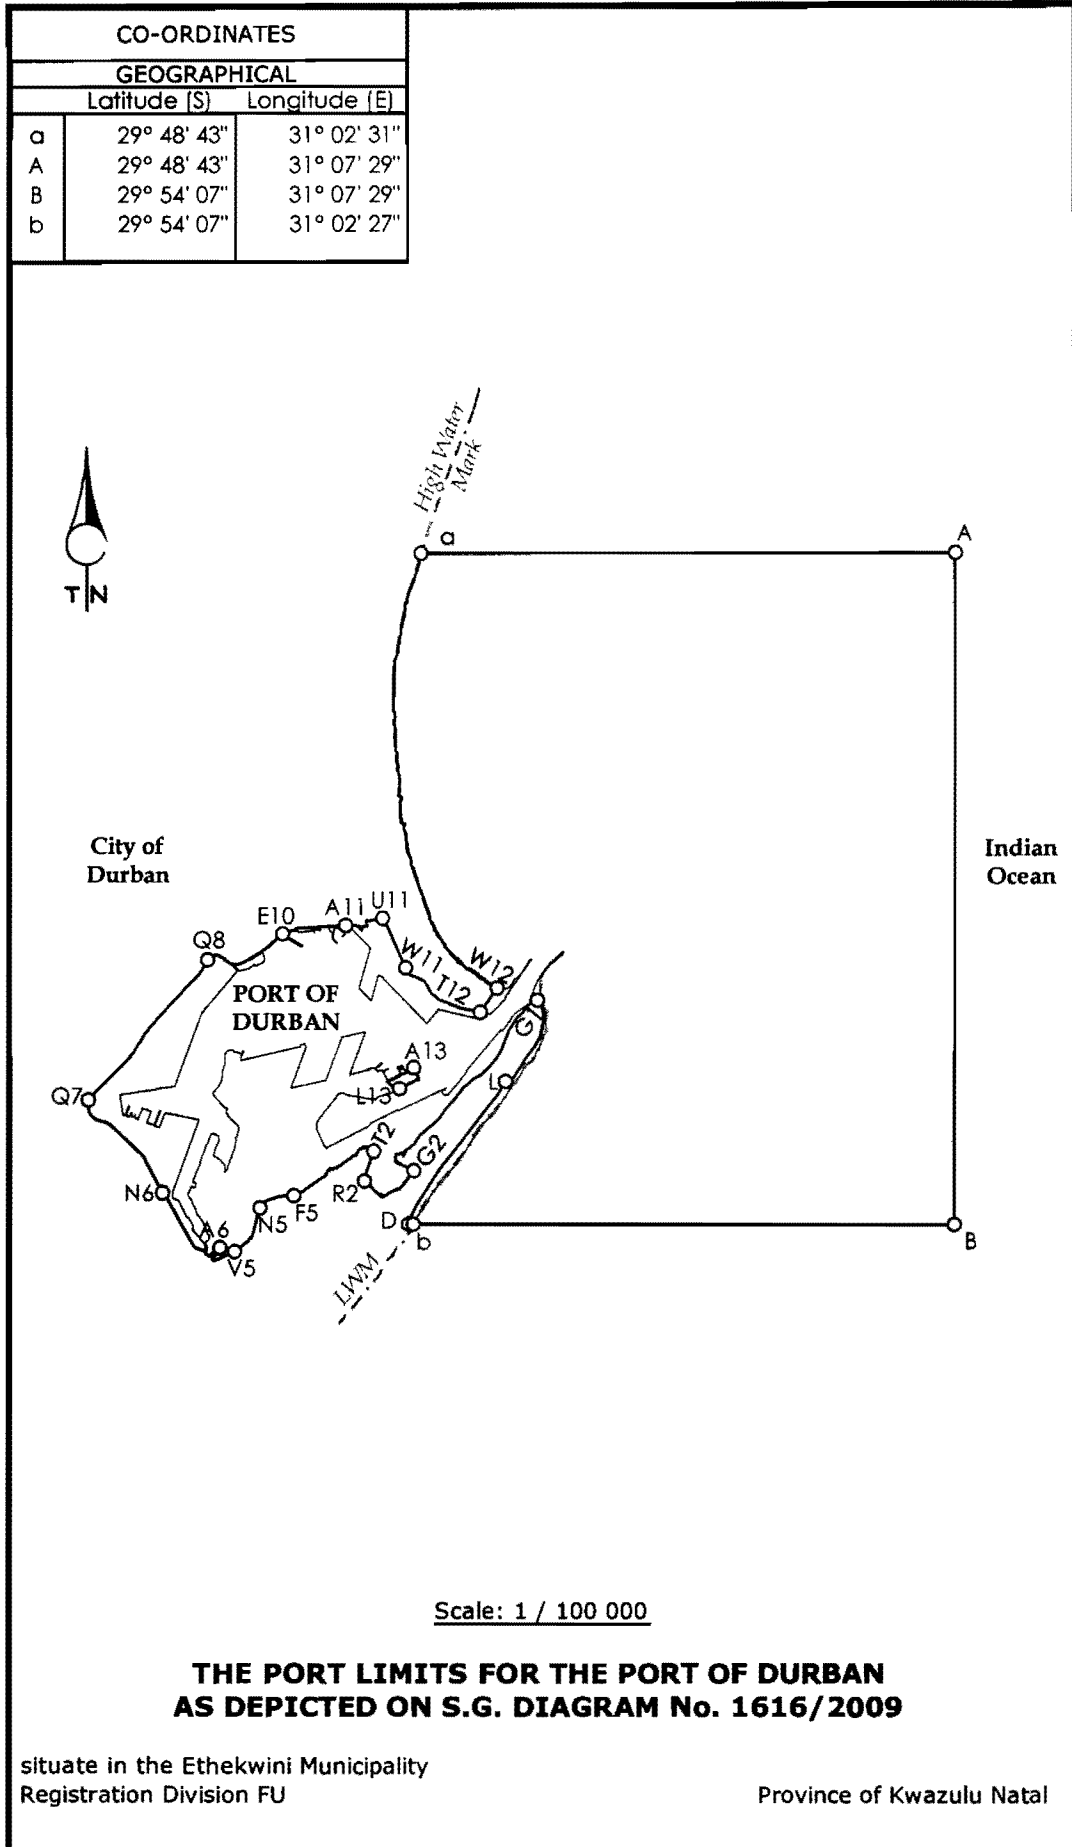 CO-ORDINATES
GEOGRAPHICAL
Latitude (S) Longitude (E)
a 29° 48' 43" 31° 02' 31"
A 29° 48' 43" 31° 07' 29"
B 29° 54' 07" 31° 07' 29"
b 29° 54' 07" 31° 02' 27"
High Water
Mark
a
A
T N
City of
Durban
Indian
Ocean
E10
A11
U11
Q8
W11
W12
T12
PORT OF
DURBAN
G
A13
L13
L
Q7
T2
G2
R2
N6
F5
N5
D
b
B
A6
V5
LWM
Scale: 1 / 100 000
THE PORT LIMITS FOR THE PORT OF DURBAN
AS DEPICTED ON S.G. DIAGRAM No. 1616/2009
situate in the Ethekwini Municipality
Registration Division FU
Province of Kwazulu Natal